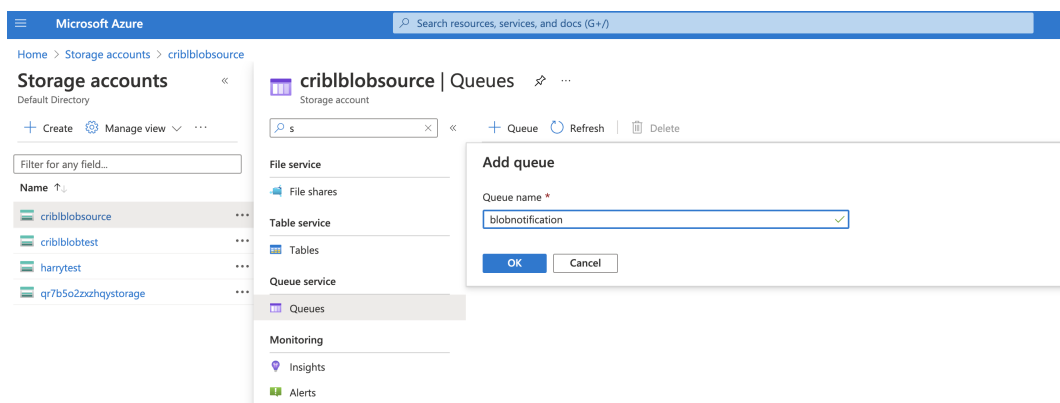 Microsoft Azure
Search resources, services, and docs (G+/)
Home > Storage accounts > criblblobsource
Storage accounts «
Default Directory
+ Create Manage view ···
Filter for any field...
Name ↑↓
criblblobsource ···
criblblobtest ···
harrytest ···
qr7b5o2zxzhqystorage ···
criblblobsource | Queues ···
Storage account
s × «
File service
File shares
Table service
Tables
Queue service
Queues
Monitoring
Insights
Alerts
+ Queue Refresh Delete
Add queue
Queue name *
blobnotification
OK Cancel